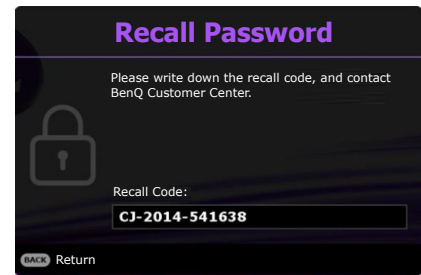 Recall Password
Please write down the recall code, and contact
BenQ Customer Center.
Recall Code:
CJ-2014-541638
BACK Return